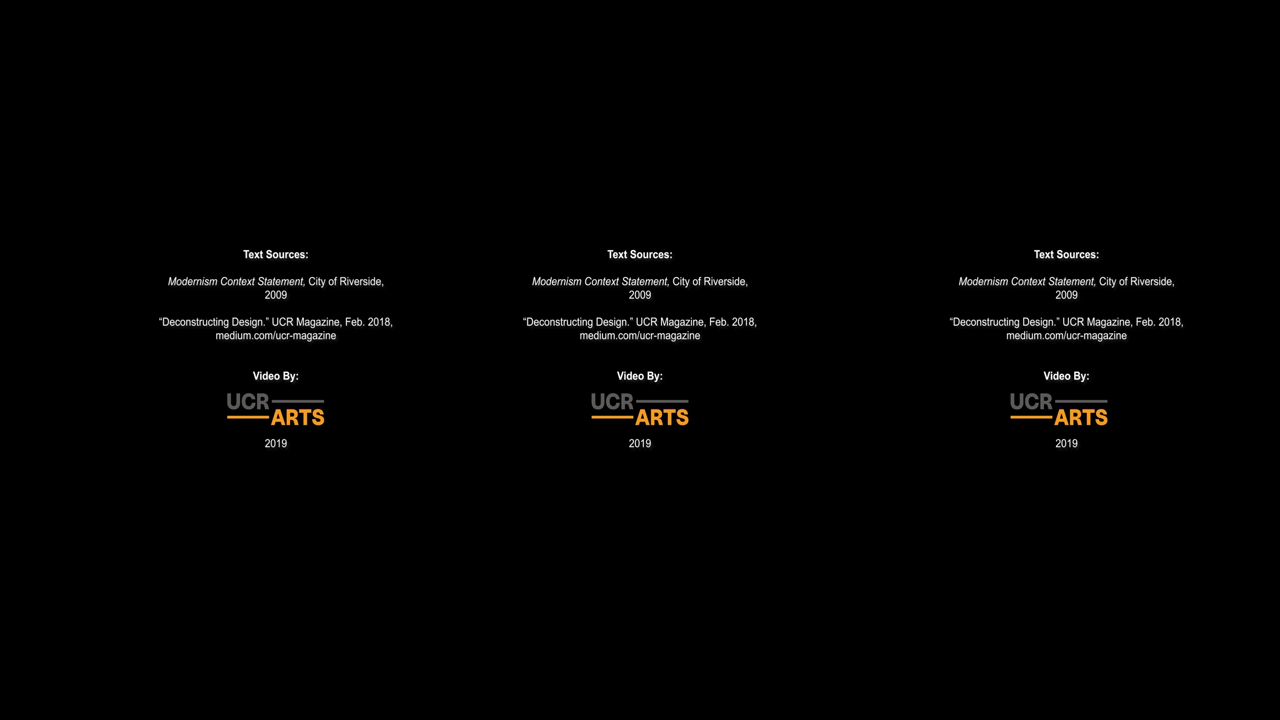 Text Sources:
Modernism Context Statement, City of Riverside,
2009
“Deconstructing Design.” UCR Magazine, Feb. 2018,
medium.com/ucr-magazine
Video By:
UCR
ARTS
2019
Text Sources:
Modernism Context Statement, City of Riverside,
2009
“Deconstructing Design.” UCR Magazine, Feb. 2018,
medium.com/ucr-magazine
Video By:
UCR
ARTS
2019
Text Sources:
Modernism Context Statement, City of Riverside,
2009
“Deconstructing Design.” UCR Magazine, Feb. 2018,
medium.com/ucr-magazine
Video By:
UCR
ARTS
2019